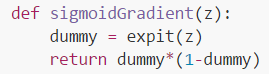 def sigmoidGradient(z):
    dummy = expit(z)
    return dummy*(1-dummy)